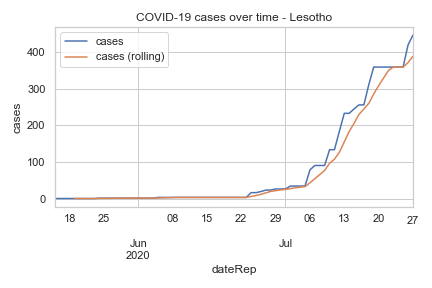 COVID-19 cases over time - Lesotho
cases
cases (rolling)
cases
400
300
200
100
0
18 25 08 15 22 29 06 13 20 27
Jun Jul
2020
dateRep